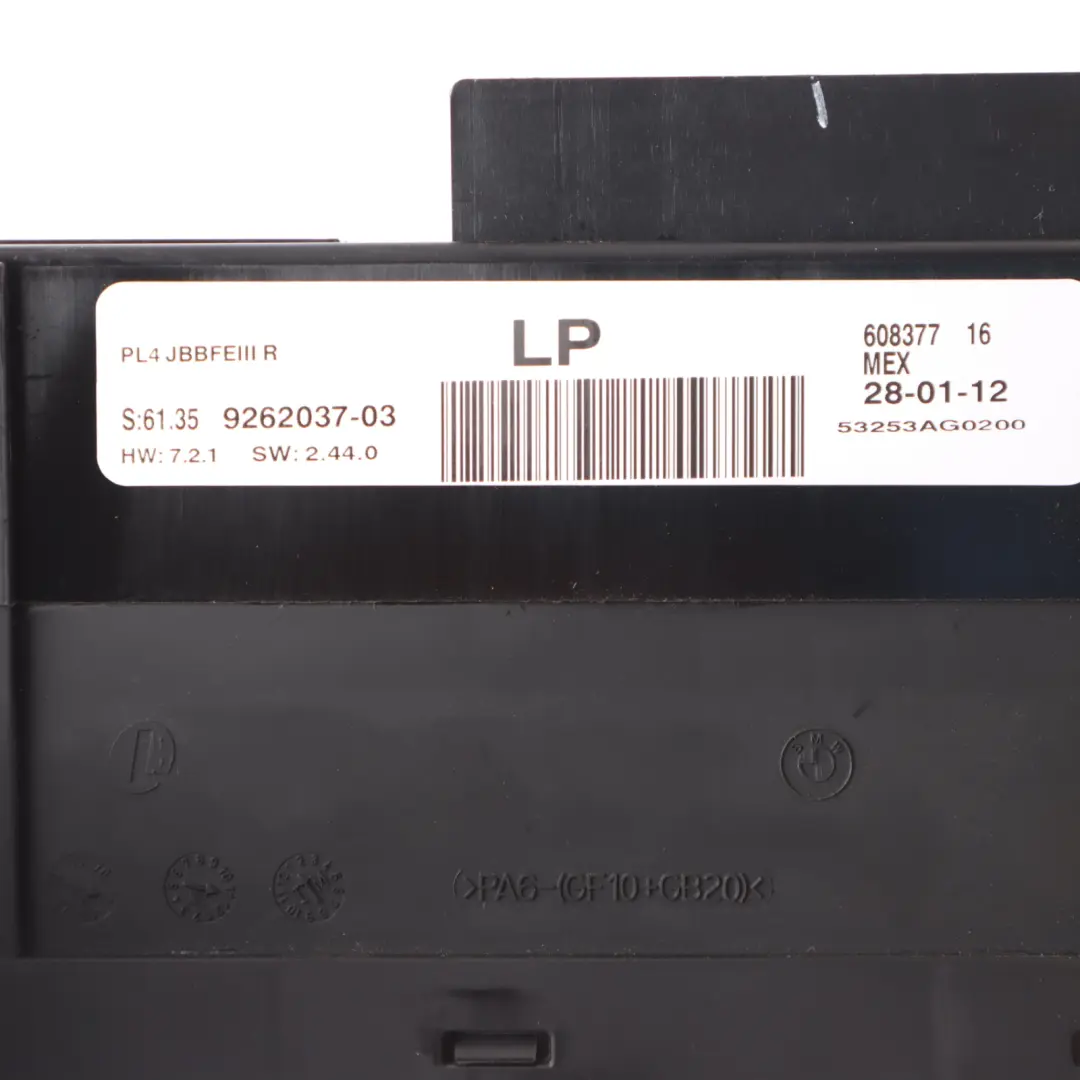 PL4 JBBFEIII R
LP
608377 16
MEX
S:61.35 9262037-03
28-01-12
HW: 7.2.1 SW: 2.44.0
53253AG0200
BMW
>PA6-(GF10+GB20)<